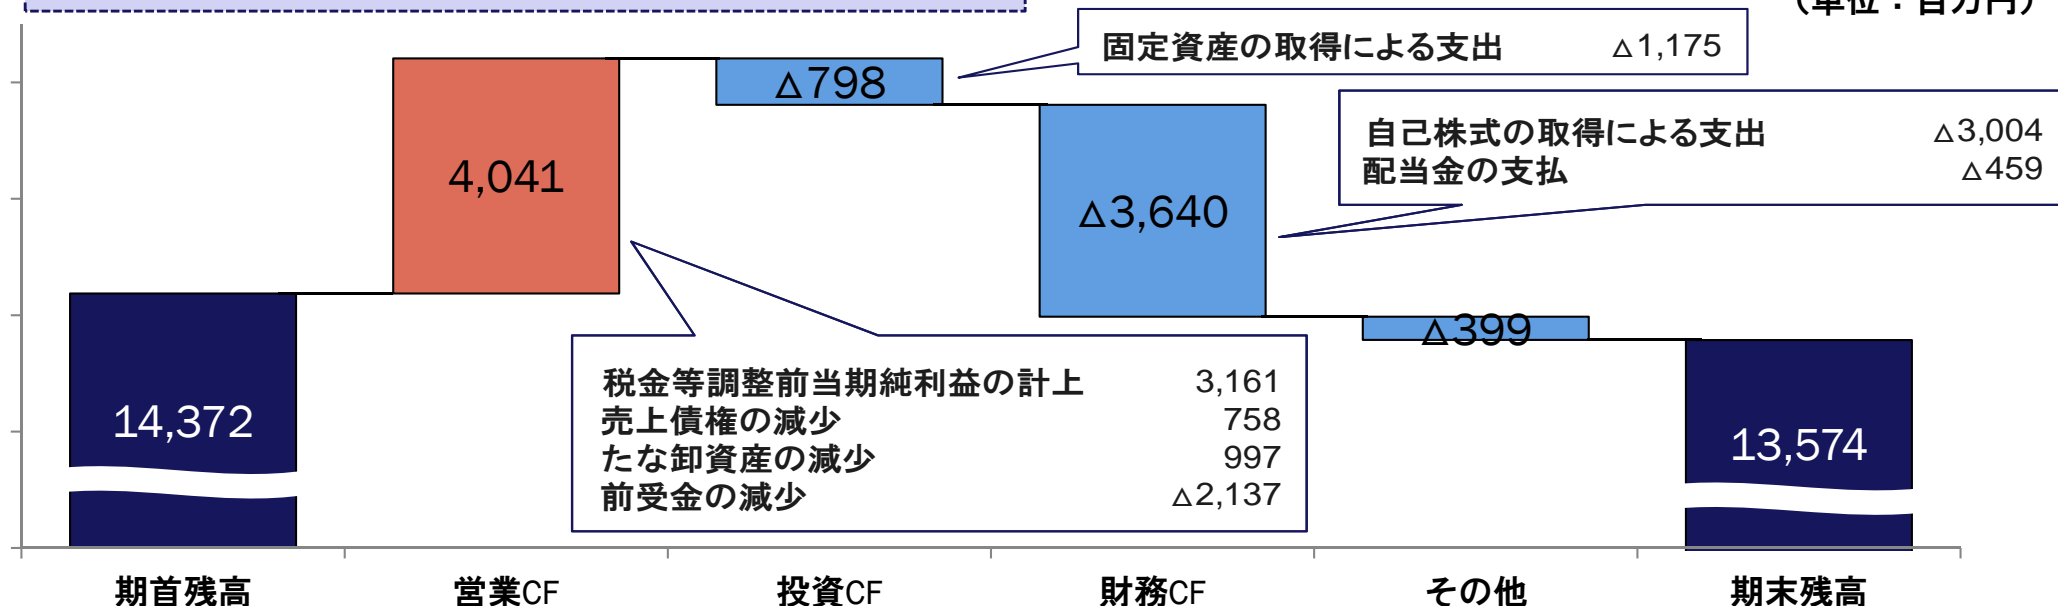 (単位:百万円)
固定資産の取得による支出 △1,175
△798
自己株式の取得による支出 △3,004
配当金の支払 △459
4,041
△3,640
△399
税金等調整前当期純利益の計上 3,161
売上債権の減少 758
たな卸資産の減少 997
前受金の減少 △2,137
14,372
13,574
期首残高 営業CF 投資CF 財務CF その他 期末残高